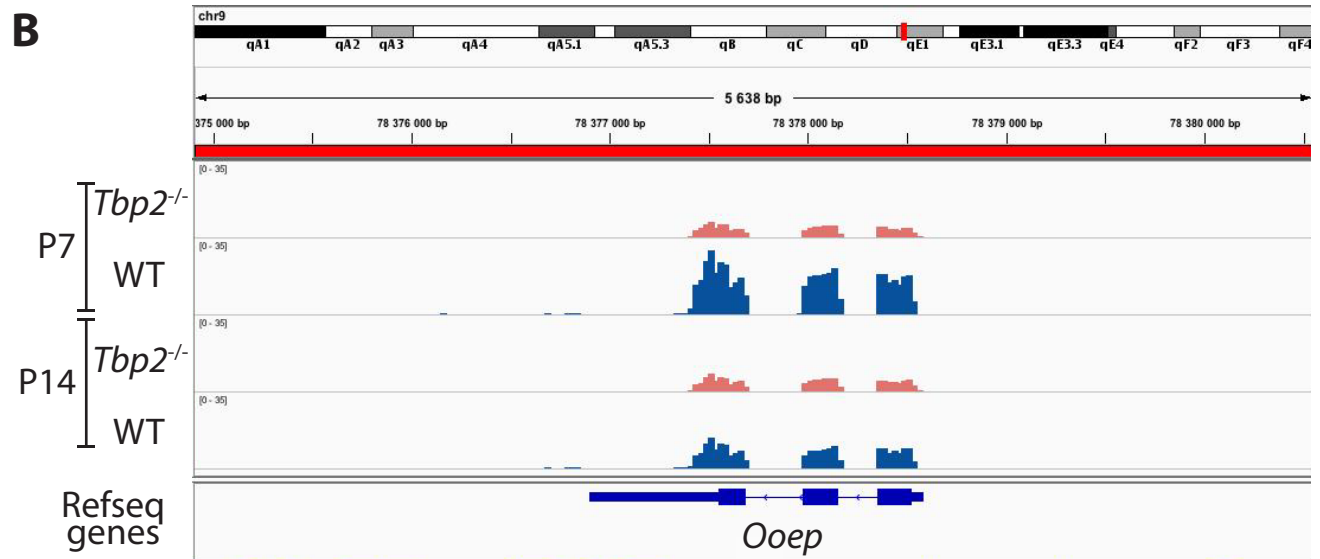 B
chr9
qA1 qA2 qA3 qA4 qA5.1 qA5.3 qB qC qD qE1 qE3.1 qE3.3 qE4 qF2 qF3 qF4
5 638 bp
375 000 bp 78 376 000 bp 78 377 000 bp 78 378 000 bp 78 379 000 bp 78 380 000 bp
[0 - 35]
Tbp2-/-
P7
[0 - 35]
WT
[0 - 35]
Tbp2-/-
P14
[0 - 35]
WT
Refseq
genes
Ooep